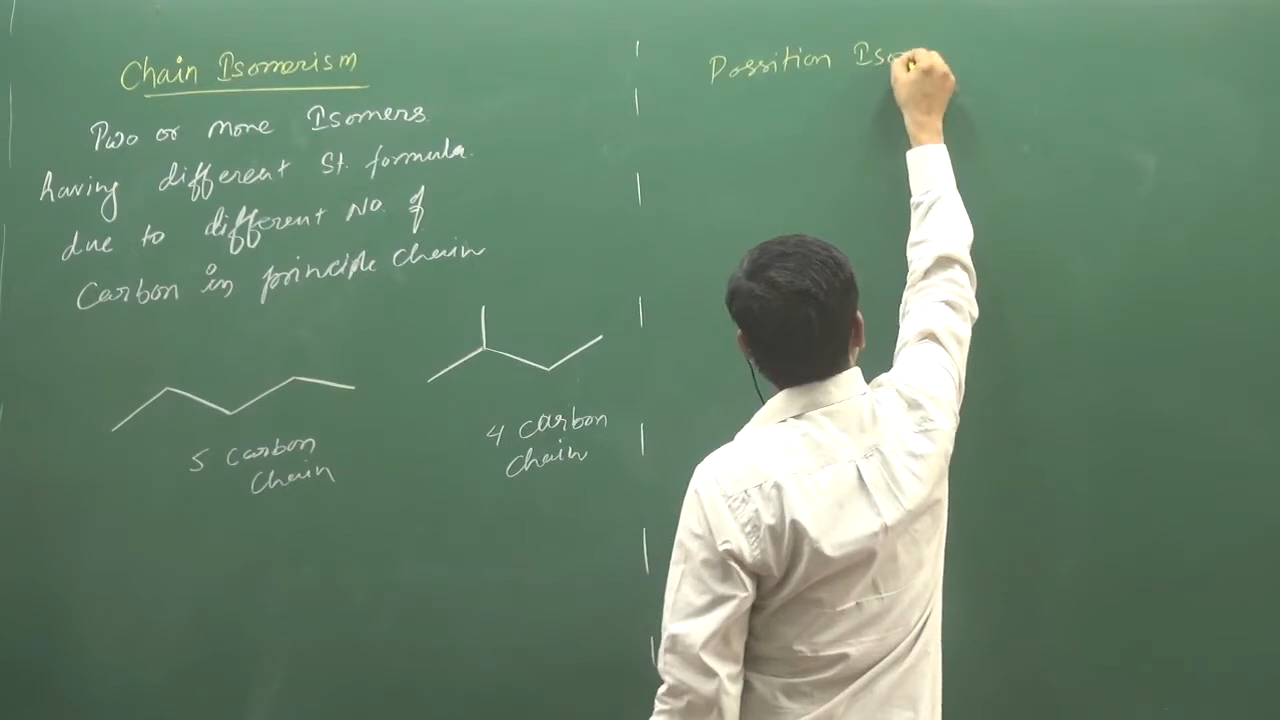 Chain Isomerism
Two or more Isomers
having different St. formula
due to different No. of
Carbon in principle chain
5 carbon
chain
4 carbon
chain
Possition Iso